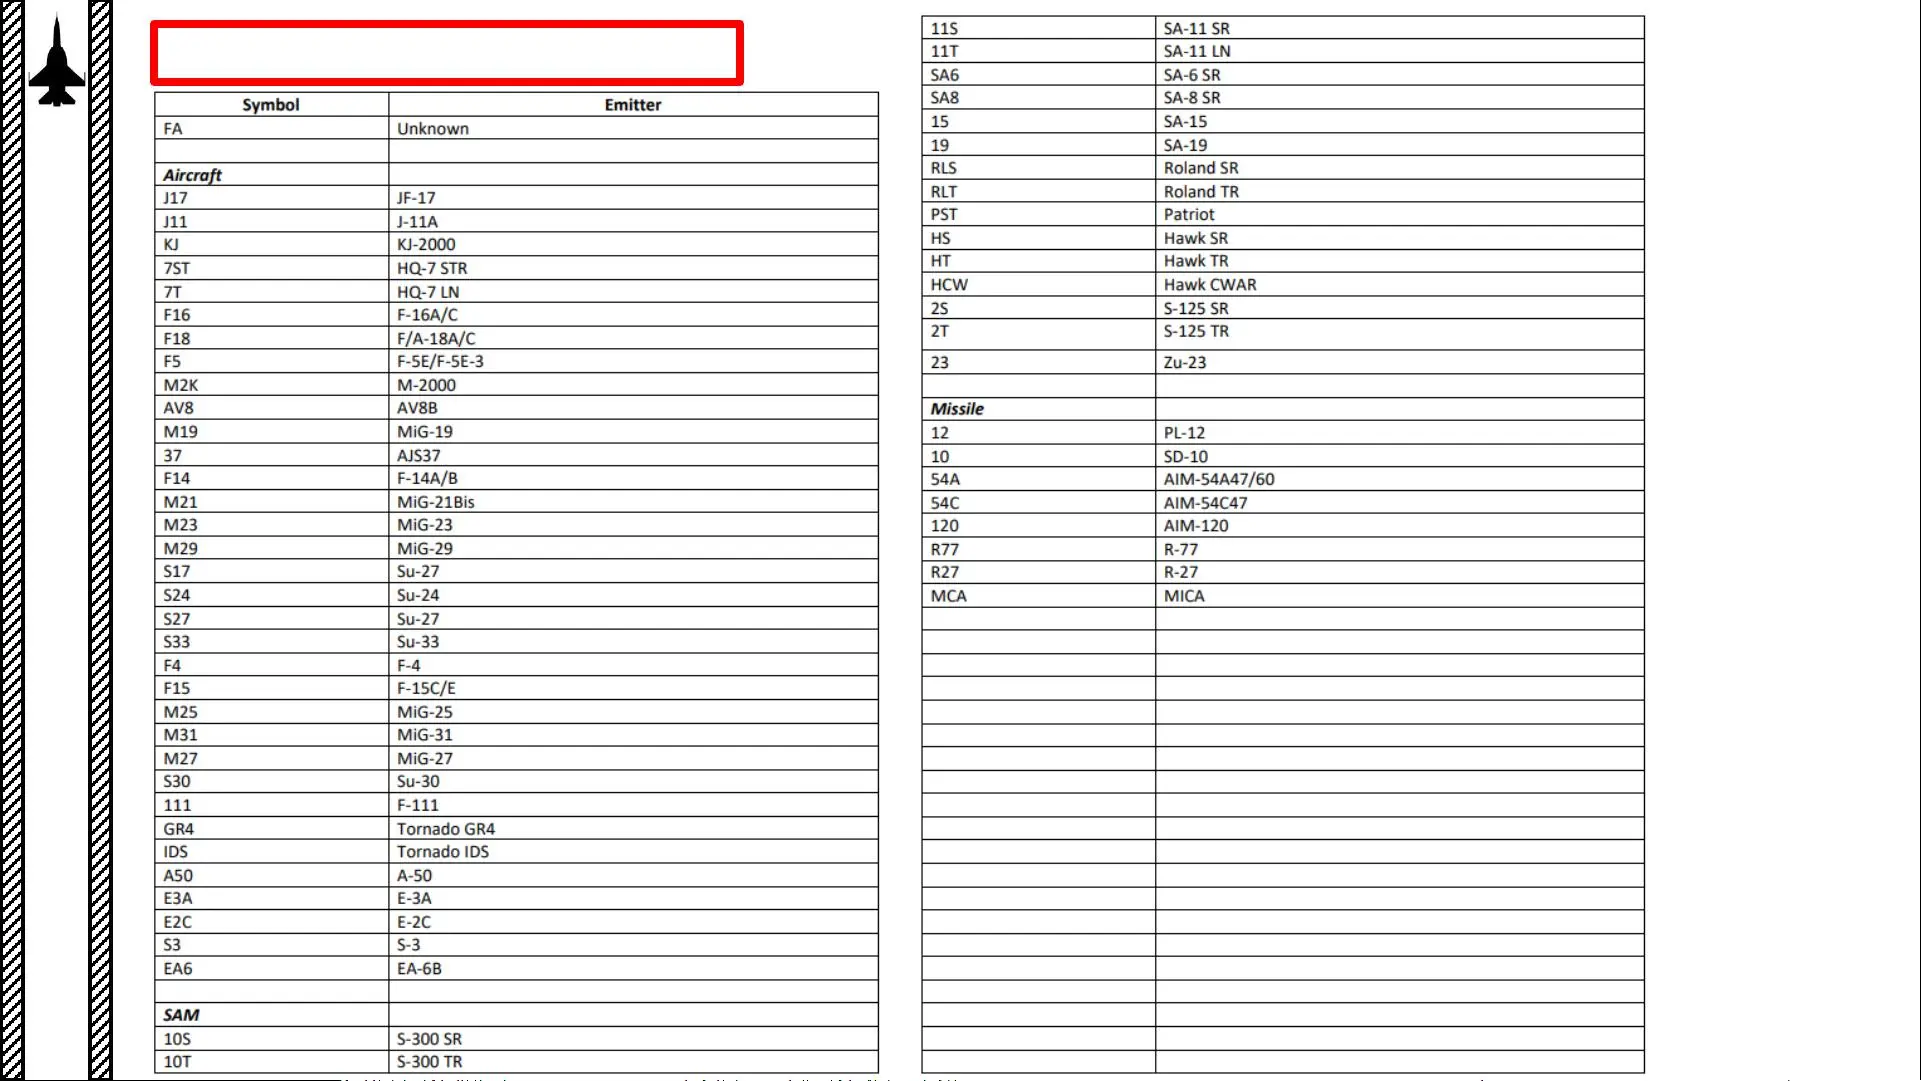 Symbol Emitter
FA Unknown
Aircraft
J17 JF-17
J11 J-11A
KJ KJ-2000
7ST HQ-7 STR
7T HQ-7 LN
F16 F-16A/C
F18 F/A-18A/C
F5 F-5E/F-5E-3
M2K M-2000
AV8 AV8B
M19 MiG-19
37 AJS37
F14 F-14A/B
M21 MiG-21Bis
M23 MiG-23
M29 MiG-29
S17 Su-27
S24 Su-24
S27 Su-27
S33 Su-33
F4 F-4
F15 F-15C/E
M25 MiG-25
M31 MiG-31
M27 MiG-27
S30 Su-30
111 F-111
GR4 Tornado GR4
IDS Tornado IDS
A50 A-50
E3A E-3A
E2C E-2C
S3 S-3
EA6 EA-6B
SAM
10S S-300 SR
10T S-300 TR
11S SA-11 SR
11T SA-11 LN
SA6 SA-6 SR
SA8 SA-8 SR
15 SA-15
19 SA-19
RLS Roland SR
RLT Roland TR
PST Patriot
HS Hawk SR
HT Hawk TR
HCW Hawk CWAR
2S S-125 SR
2T S-125 TR
23 Zu-23
Missile
12 PL-12
10 SD-10
54A AIM-54A47/60
54C AIM-54C47
120 AIM-120
R77 R-77
R27 R-27
MCA MICA